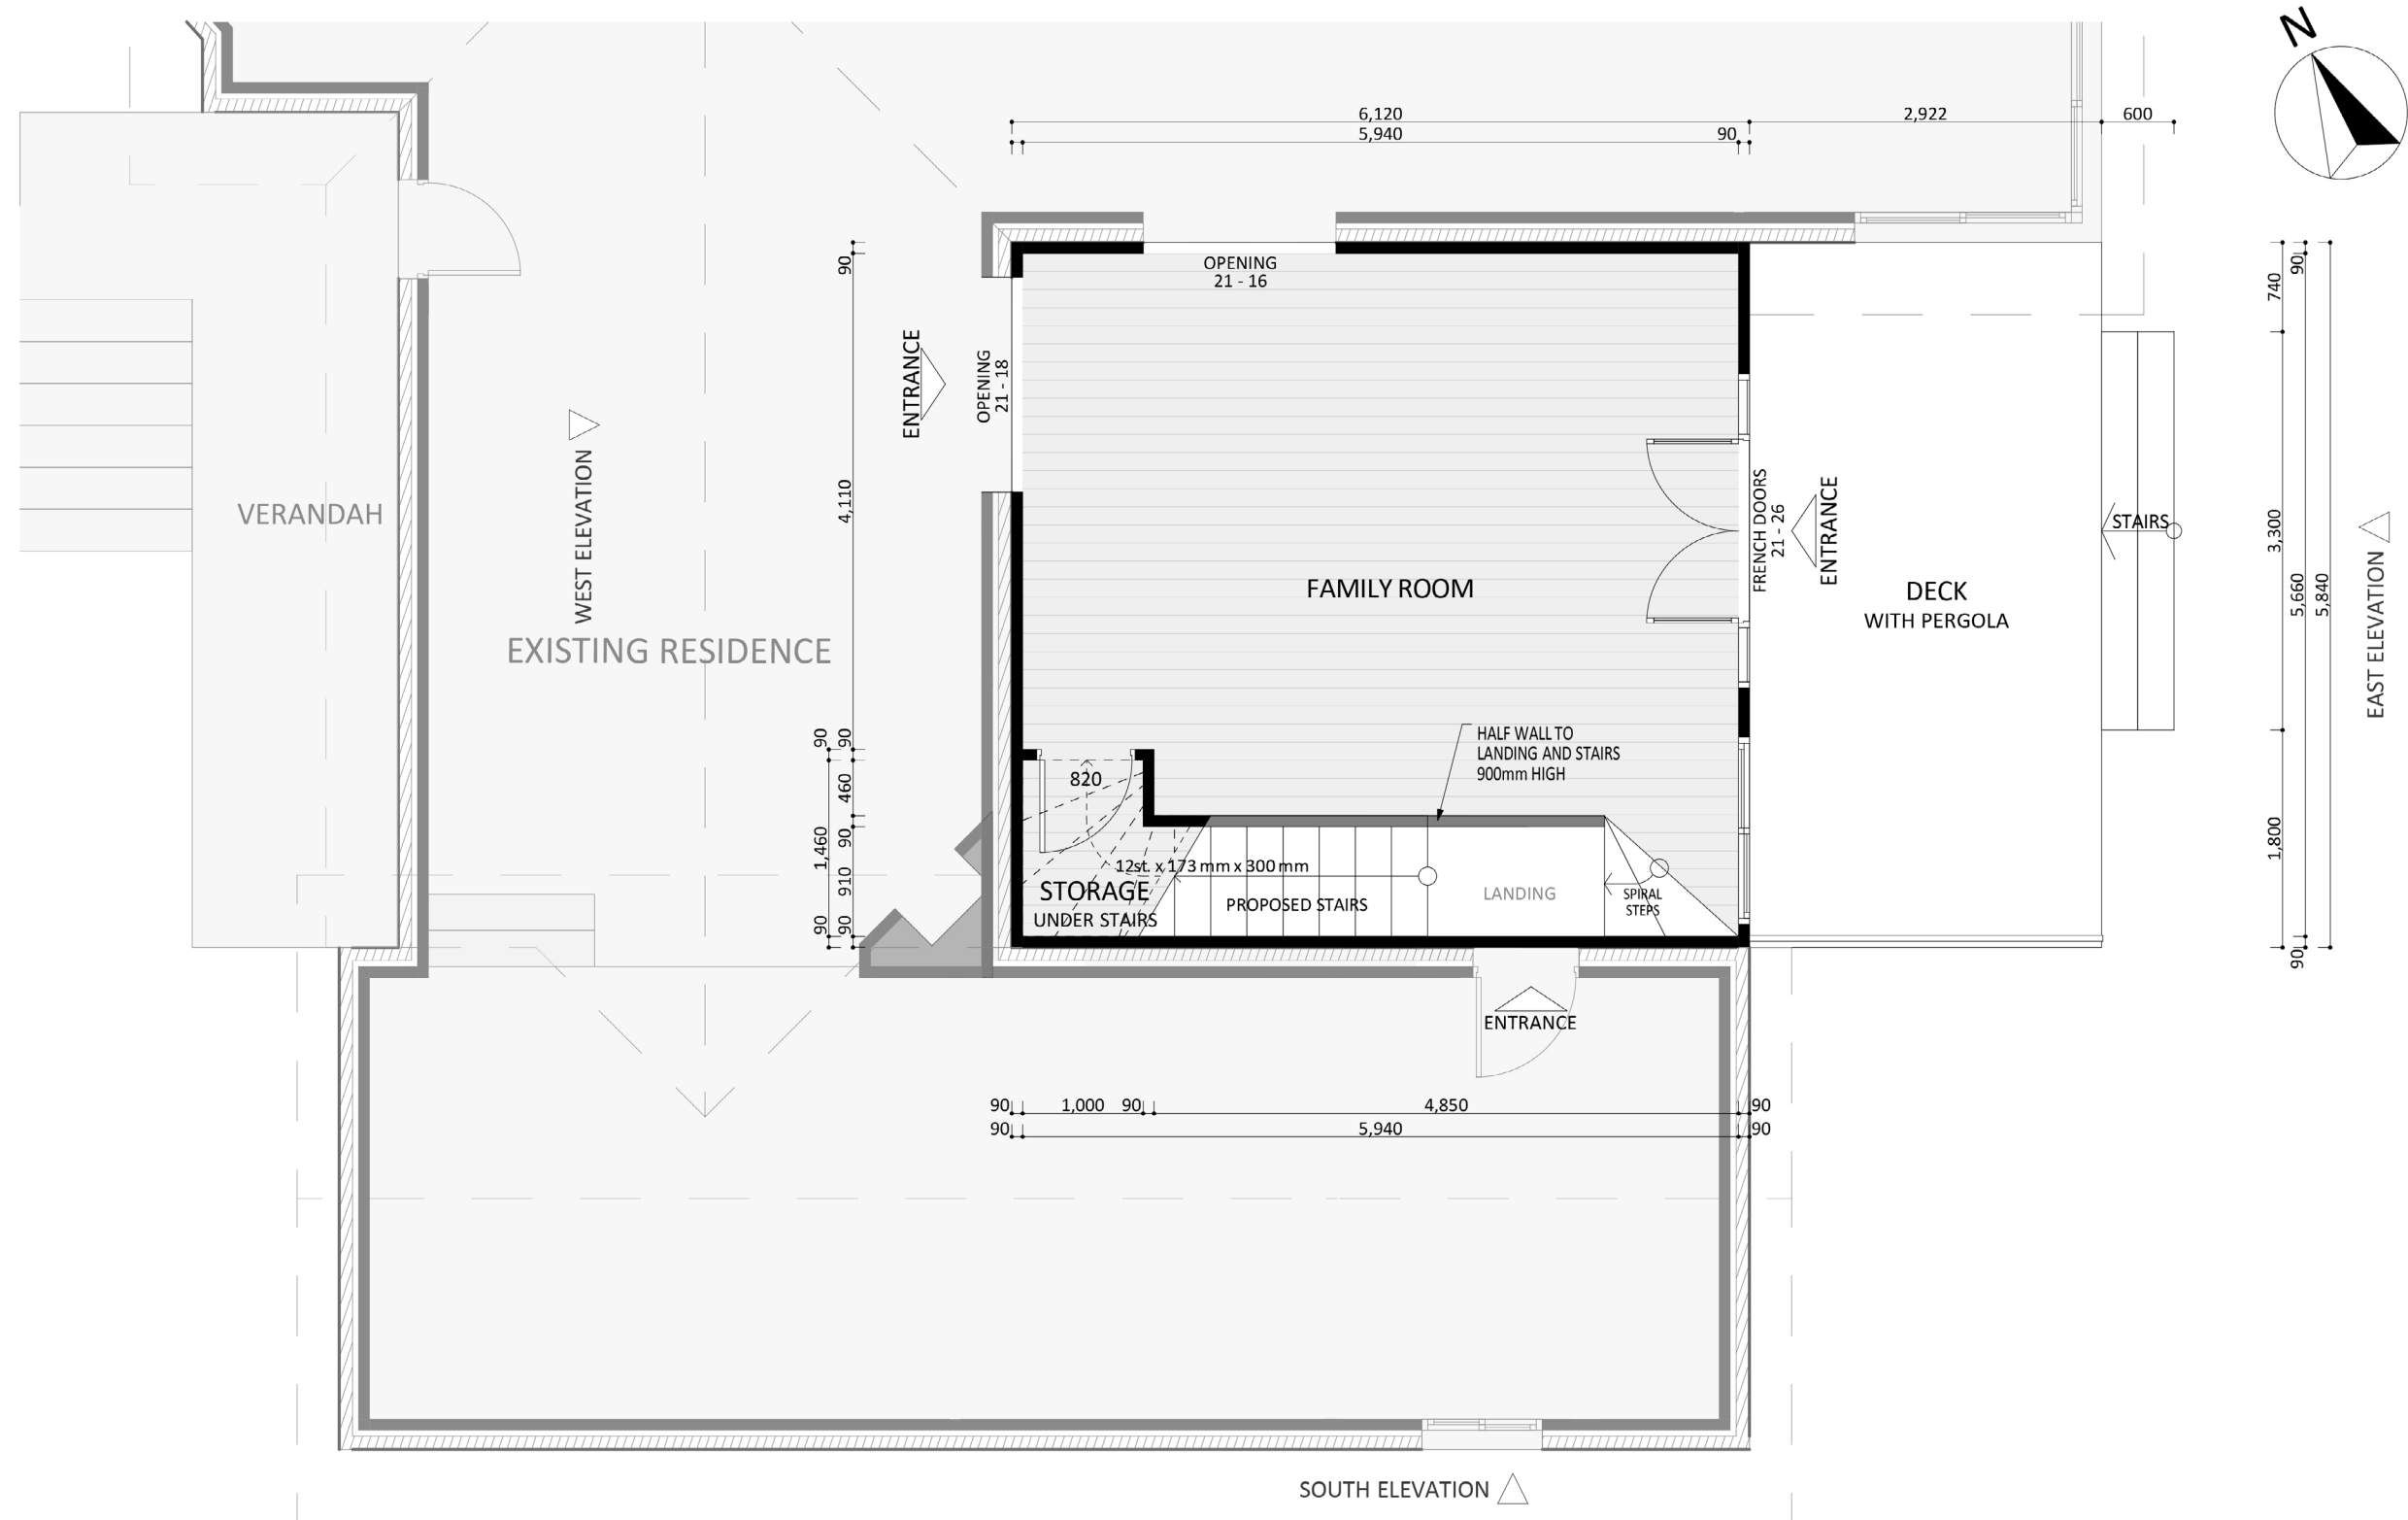 N
6,120
2,922
600
5,940
90
OPENING
21 - 16
90
4,110
90
90
460
1,460
90
910
90
90
ENTRANCE
OPENING
21 - 18
WEST ELEVATION
VERANDAH
EXISTING RESIDENCE
FAMILY ROOM
FRENCH DOORS
21 - 26
ENTRANCE
DECK
WITH PERGOLA
STAIRS
740
90
3,300
5,660
5,840
1,800
90
EAST ELEVATION
HALF WALL TO
LANDING AND STAIRS
900mm HIGH
820
12st. x 173 mm x 300 mm
STORAGE
UNDER STAIRS
PROPOSED STAIRS
LANDING
SPIRAL
STEPS
ENTRANCE
90
1,000
90
4,850
90
90
5,940
90
SOUTH ELEVATION